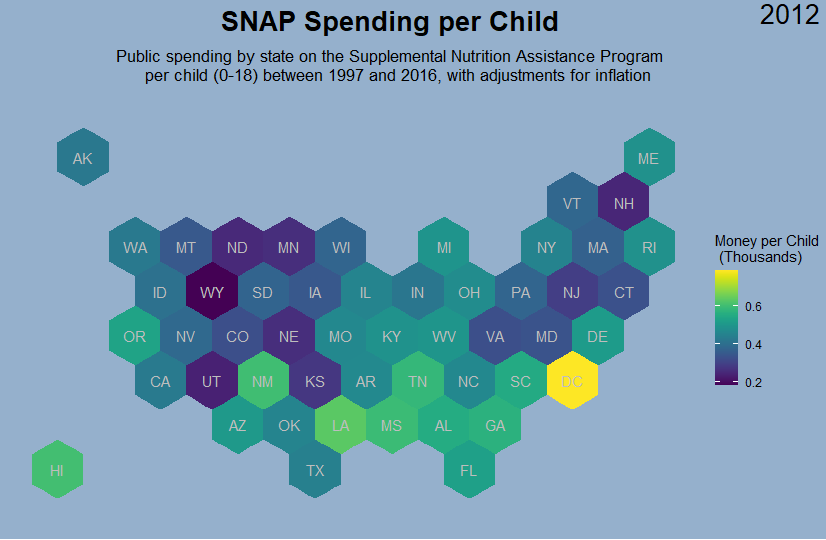 2012
SNAP Spending per Child
Public spending by state on the Supplemental Nutrition Assistance Program
per child (0-18) between 1997 and 2016, with adjustments for inflation
AK
ME
VT
NH
WA
MT
ND
MN
WI
MI
NY
MA
RI
ID
WY
SD
IA
IL
IN
OH
PA
NJ
CT
OR
NV
CO
NE
MO
KY
WV
VA
MD
DE
CA
UT
NM
KS
AR
TN
NC
SC
DC
AZ
OK
LA
MS
AL
GA
HI
TX
FL
Money per Child
(Thousands)
0.6
0.4
0.2